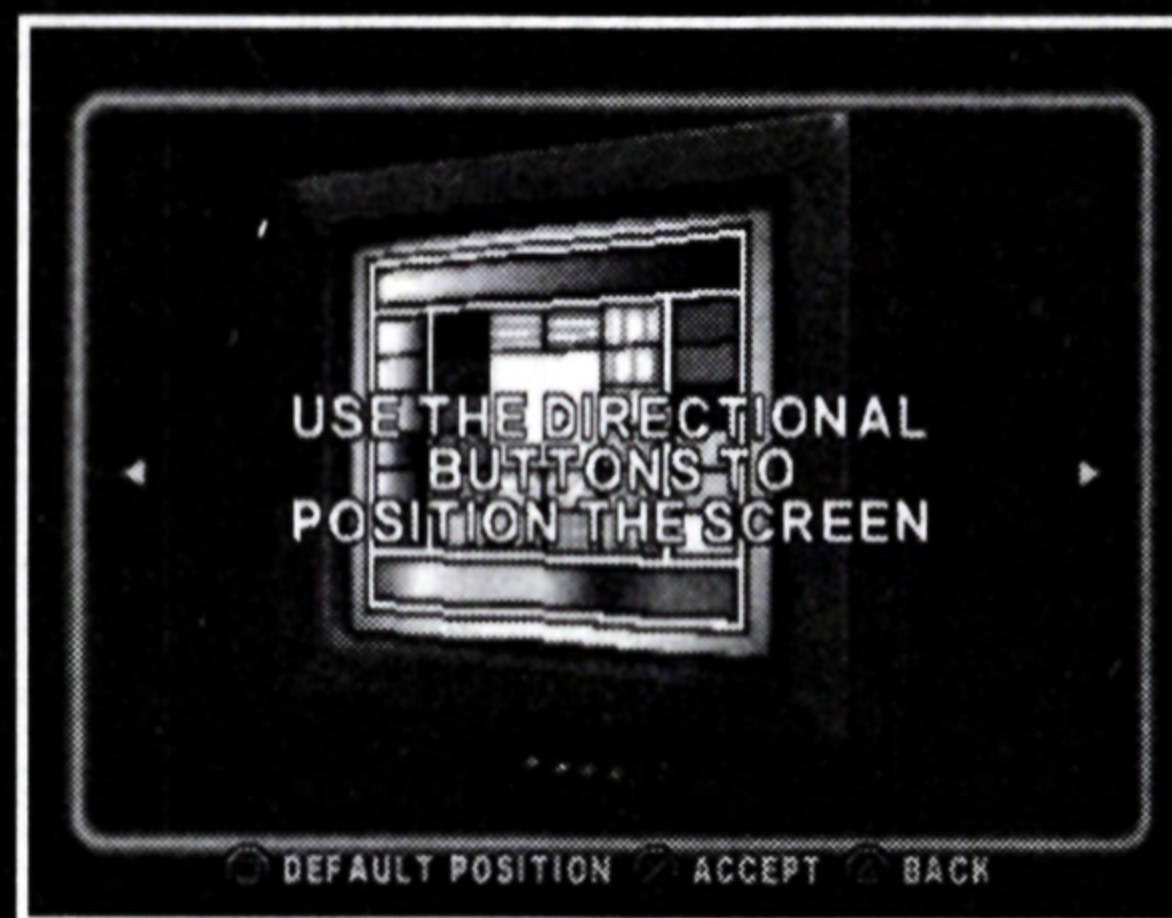 USE THE DIRECTIONAL
BUTTONS TO
POSITION THE SCREEN
DEFAULT POSITION ACCEPT BACK